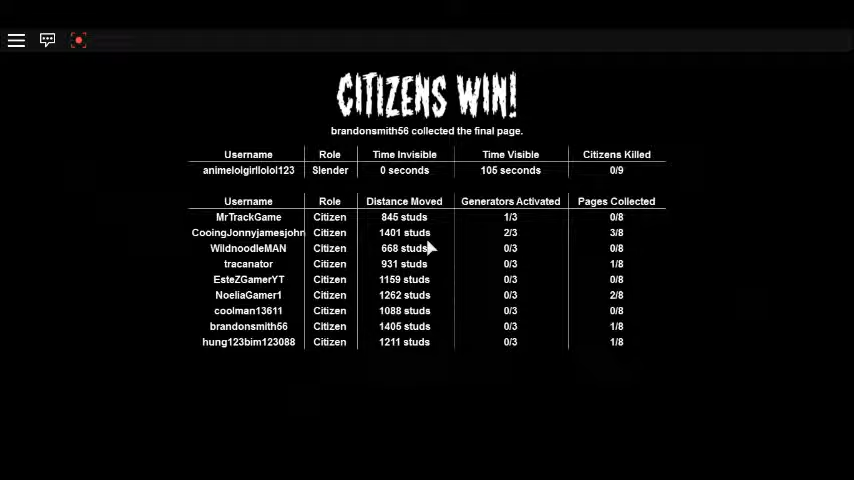 CITIZENS WIN!
brandonsmith56 collected the final page.
Username Role Time Invisible Time Visible Citizens Killed
animelolgirllolol123 Slender 0 seconds 105 seconds 0/9
Username Role Distance Moved Generators Activated Pages Collected
MrTrackGame Citizen 845 studs 1/3 0/8
CooingJonnyjamesjohn Citizen 1401 studs 2/3 3/8
WildnoodleMAN Citizen 668 studs 0/3 0/8
tracanator Citizen 931 studs 0/3 1/8
EsteZGamerYT Citizen 1159 studs 0/3 0/8
NoeliaGamer1 Citizen 1262 studs 0/3 2/8
coolman13611 Citizen 1088 studs 0/3 0/8
brandonsmith56 Citizen 1405 studs 0/3 1/8
hung123bim123088 Citizen 1211 studs 0/3 1/8